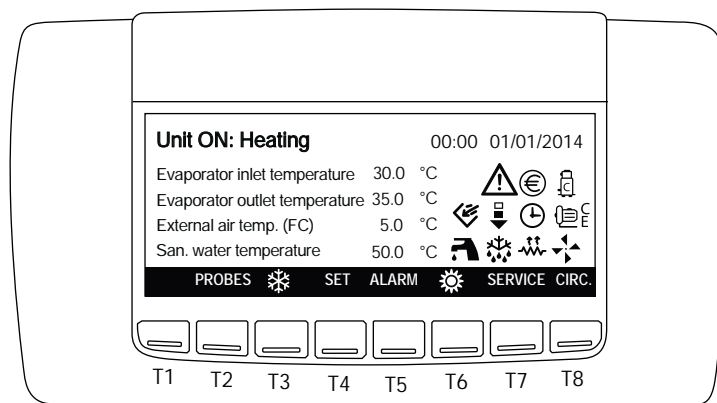 Unit ON: Heating 00:00 01/01/2014
Evaporator inlet temperature 30.0 °C
Evaporator outlet temperature 35.0 °C
External air temp. (FC) 5.0 °C
San. water temperature 50.0 °C
€ C
C
E
PROBES SET ALARM SERVICE CIRC.
T1 T2 T3 T4 T5 T6 T7 T8